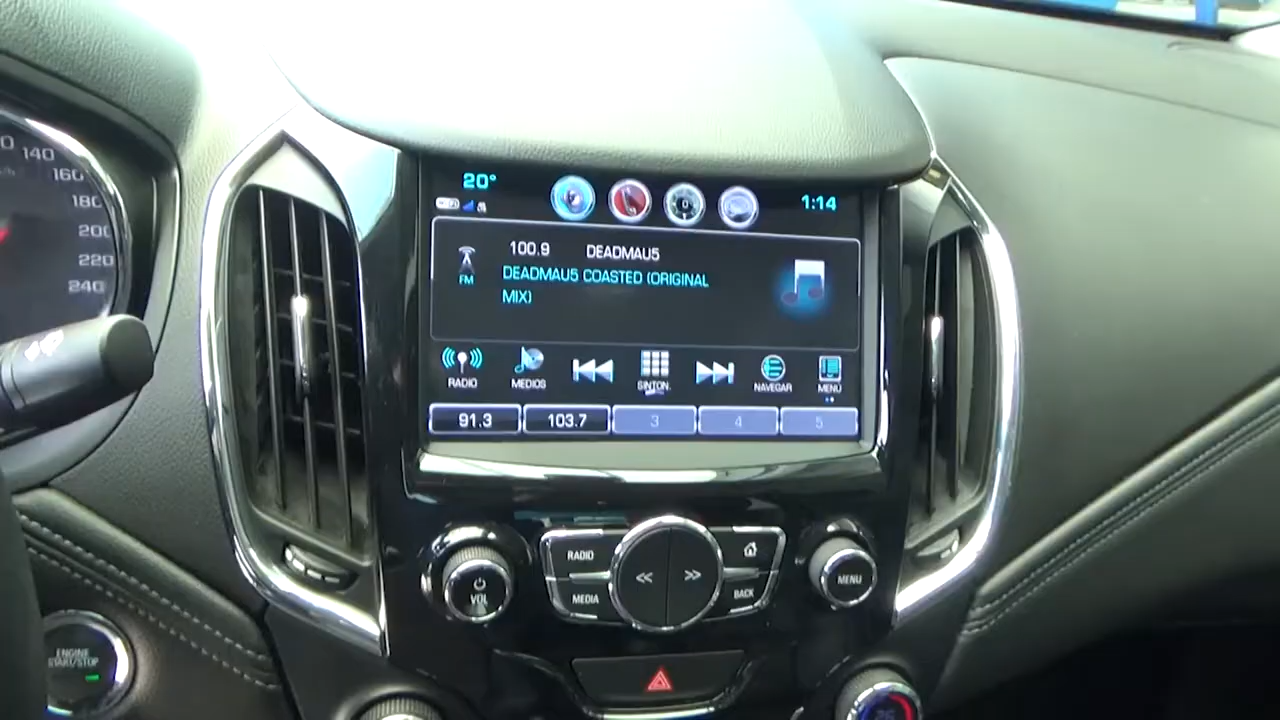 140
160
180
200
220
240
20°
1:14
100.9 DEADMAU5
DEADMAU5 COASTED (ORIGINAL
MIX)
FM
RADIO MEDIOS SINTON. NAVEGAR MENU
91.3 103.7 3 4 5
RADIO
MEDIA
VOL
BACK
MENU
ENGINE
START/STOP